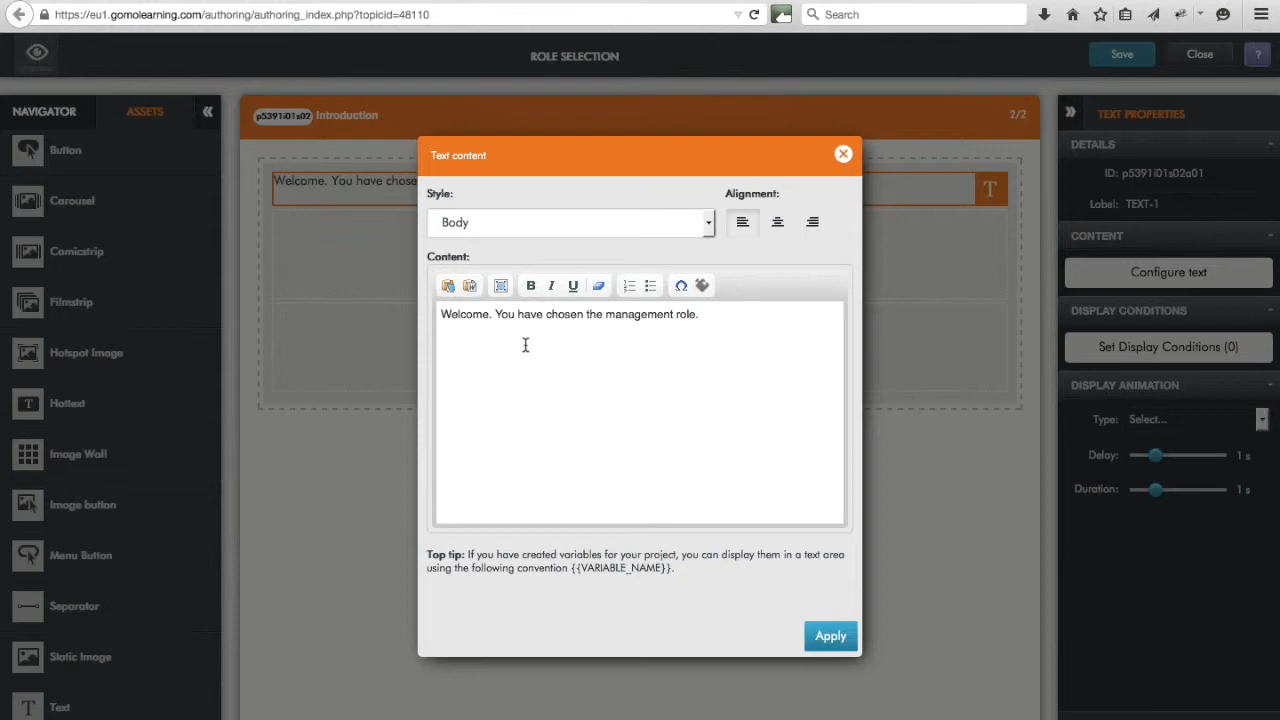 https://eu1.gomolearning.com/authoring/authoring_index.php?topicid=48110
Search
ROLE SELECTION
Save
Close
?
NAVIGATOR
ASSETS
p5391i01s02 Introduction
2/2
TEXT PROPERTIES
Button
Carousel
Comicstrip
Filmstrip
Hotspot Image
Hottext
Image Wall
Image button
Menu Button
Separator
Static Image
Text
Welcome. You have chose
T
Text content
Style:
Alignment:
Body
Content:
B I U
Welcome. You have chosen the management role.
Top tip: If you have created variables for your project, you can display them in a text area
using the following convention {{VARIABLE_NAME}}.
Apply
DETAILS
ID: p5391i01s02a01
Label: TEXT-1
CONTENT
Configure text
DISPLAY CONDITIONS
Set Display Conditions (0)
DISPLAY ANIMATION
Type: Select...
Delay: 1 s
Duration: 1 s